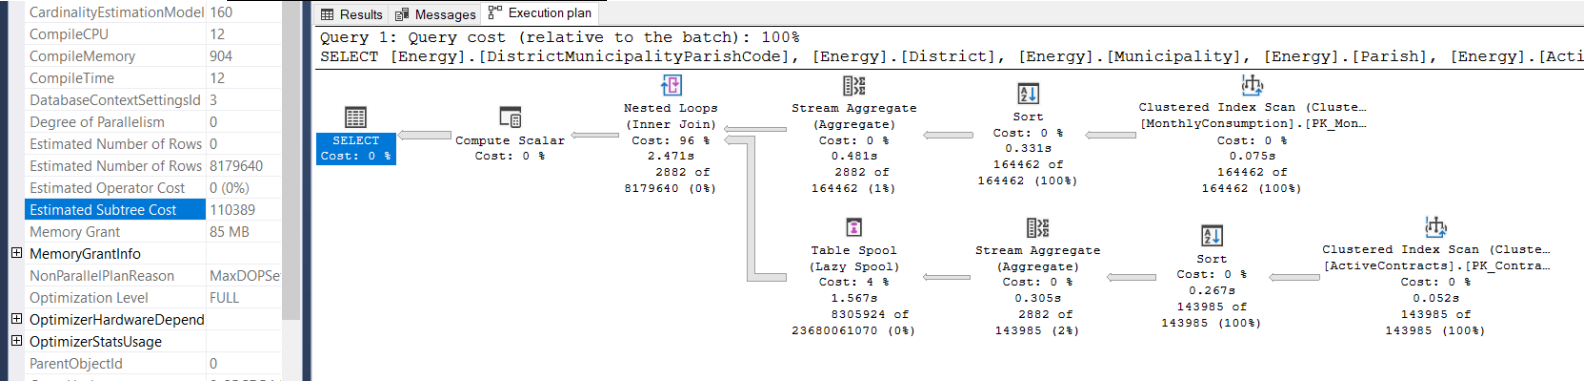 CardinalityEstimationModel 160
CompileCPU 12
CompileMemory 904
CompileTime 12
DatabaseContextSettingsId 3
Degree of Parallelism 0
Estimated Number of Rows 0
Estimated Number of Rows 8179640
Estimated Operator Cost 0 (0%)
Estimated Subtree Cost 110389
Memory Grant 85 MB
MemoryGrantInfo
NonParallelPlanReason MaxDOPSe
Optimization Level FULL
OptimizerHardwareDepend
OptimizerStatsUsage
ParentObjectId 0
Results Messages Execution plan
Query 1: Query cost (relative to the batch): 100%
SELECT [Energy].[DistrictMunicipalityParishCode], [Energy].[District], [Energy].[Municipality], [Energy].[Parish], [Energy].[Acti
SELECT
Cost: 0 %
Compute Scalar
Cost: 0 %
Nested Loops
(Inner Join)
Cost: 96 %
2.471s
2882 of
8179640 (0%)
Stream Aggregate
(Aggregate)
Cost: 0 %
0.481s
2882 of
164462 (1%)
Sort
Cost: 0 %
0.331s
164462 of
164462 (100%)
Clustered Index Scan (Cluste…
[MonthlyConsumption].[PK_Mon…
Cost: 0 %
0.075s
164462 of
164462 (100%)
Table Spool
(Lazy Spool)
Cost: 4 %
1.567s
8305924 of
23680061070 (0%)
Stream Aggregate
(Aggregate)
Cost: 0 %
0.305s
2882 of
143985 (2%)
Sort
Cost: 0 %
0.267s
143985 of
143985 (100%)
Clustered Index Scan (Cluste…
[ActiveContracts].[PK_Contra…
Cost: 0 %
0.052s
143985 of
143985 (100%)